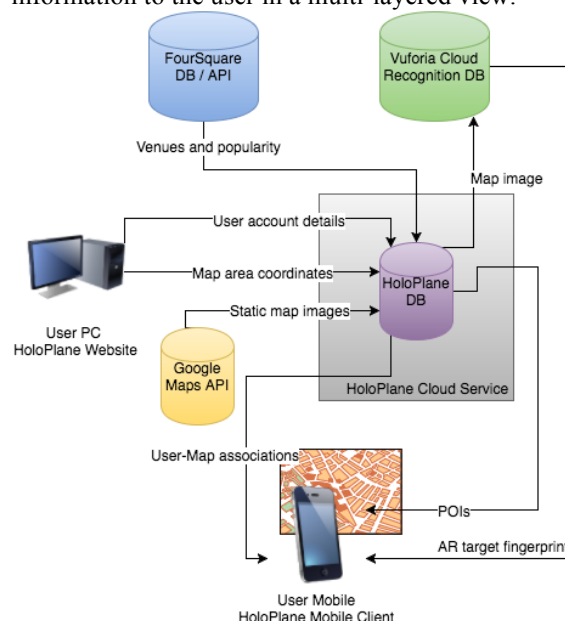 information to the user in a multi-layered view.
FourSquare
DB / API
Vuforia Cloud
Recognition DB
Venues and popularity
Map image
User account details
Map area coordinates
HoloPlane
DB
Static map images
User PC
HoloPlane Website
Google
Maps API
HoloPlane Cloud Service
User-Map associations
POIs
AR target fingerprint
User Mobile
HoloPlane Mobile Client